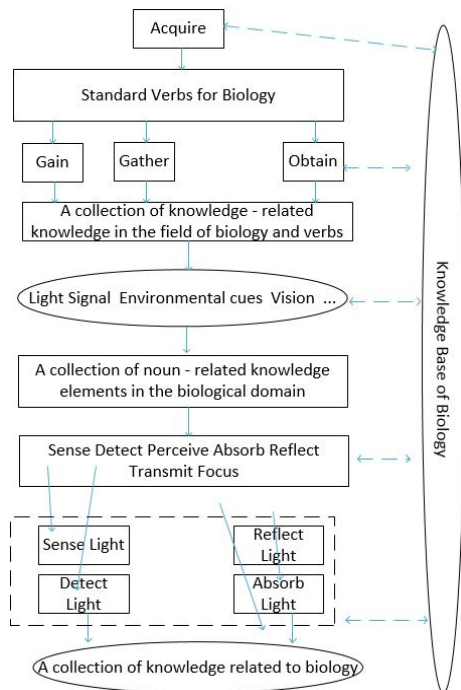 Acquire
Standard Verbs for Biology
Gain
Gather
Obtain
A collection of knowledge - related
knowledge in the field of biology and verbs
Light Signal Environmental cues Vision ...
A collection of noun - related knowledge
elements in the biological domain
Sense Detect Perceive Absorb Reflect
Transmit Focus
Sense Light
Reflect
Light
Detect
Light
Absorb
Light
A collection of knowledge related to biology
Knowledge Base of Biology